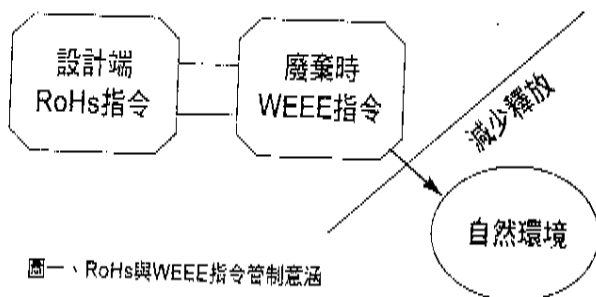 設計端
RoHs指令
廢棄時
WEEE指令
減少釋放
自然環境
圖一、RoHs與WEEE指令管制意涵